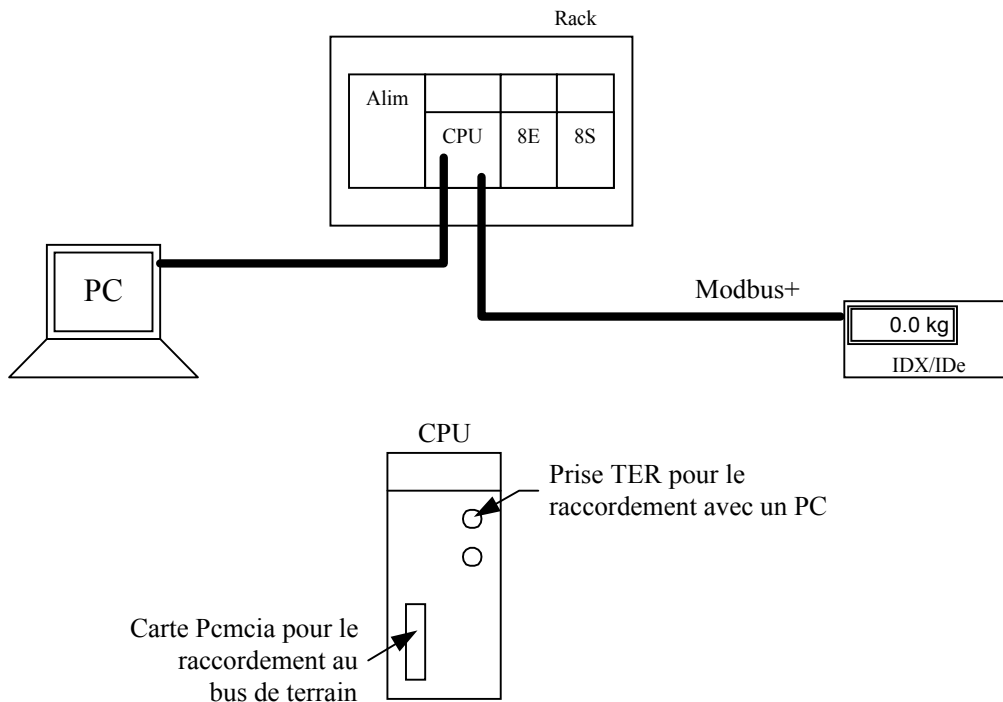 Rack
Alim
CPU
8E
8S
PC
Modbus+
0.0 kg
IDX/IDe
CPU
Prise TER pour le
raccordement avec un PC
Carte Pcmcia pour le
raccordement au
bus de terrain